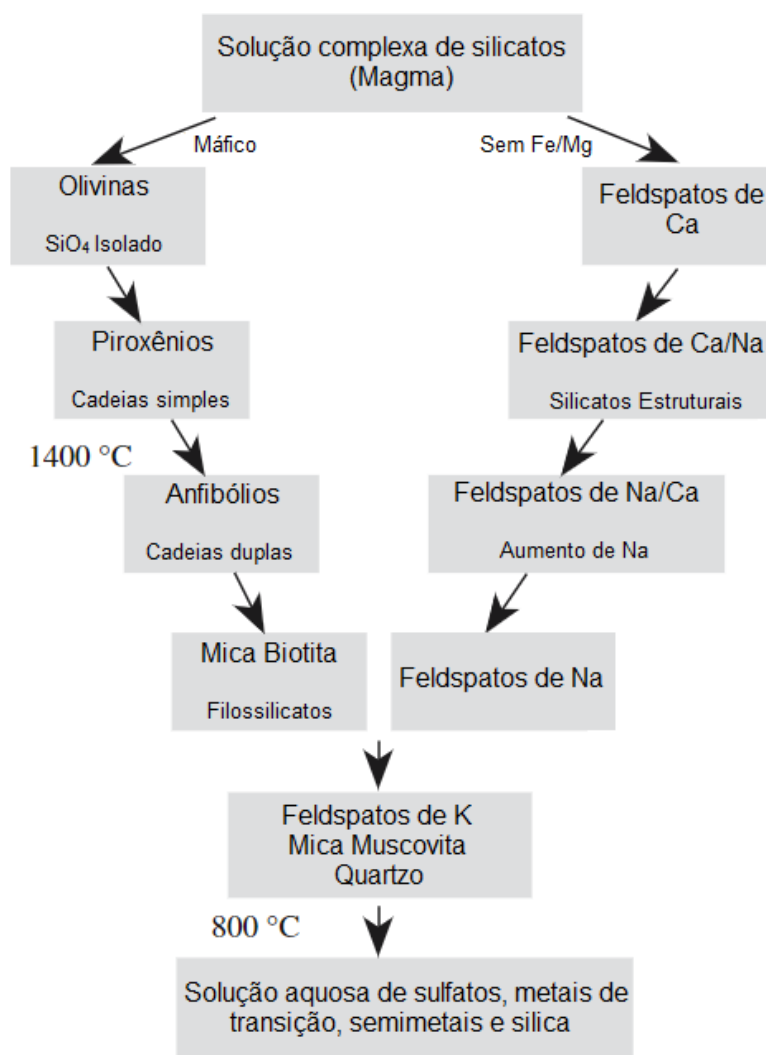 Solução complexa de silicatos
(Magma)
Máfico
Sem Fe/Mg
Olivinas
SiO₄ Isolado
Feldspatos de
Ca
Piroxênios
Cadeias simples
Feldspatos de Ca/Na
Silicatos Estruturais
1400 °C
Anfibólios
Cadeias duplas
Feldspatos de Na/Ca
Aumento de Na
Mica Biotita
Filossilicatos
Feldspatos de Na
Feldspatos de K
Mica Muscovita
Quartzo
800 °C
Solução aquosa de sulfatos, metais de
transição, semimetais e silica